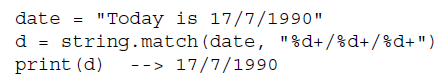 date = "Today is 17/7/1990"
d = string.match(date, "%d+/%d+/%d+")
print(d)  --> 17/7/1990